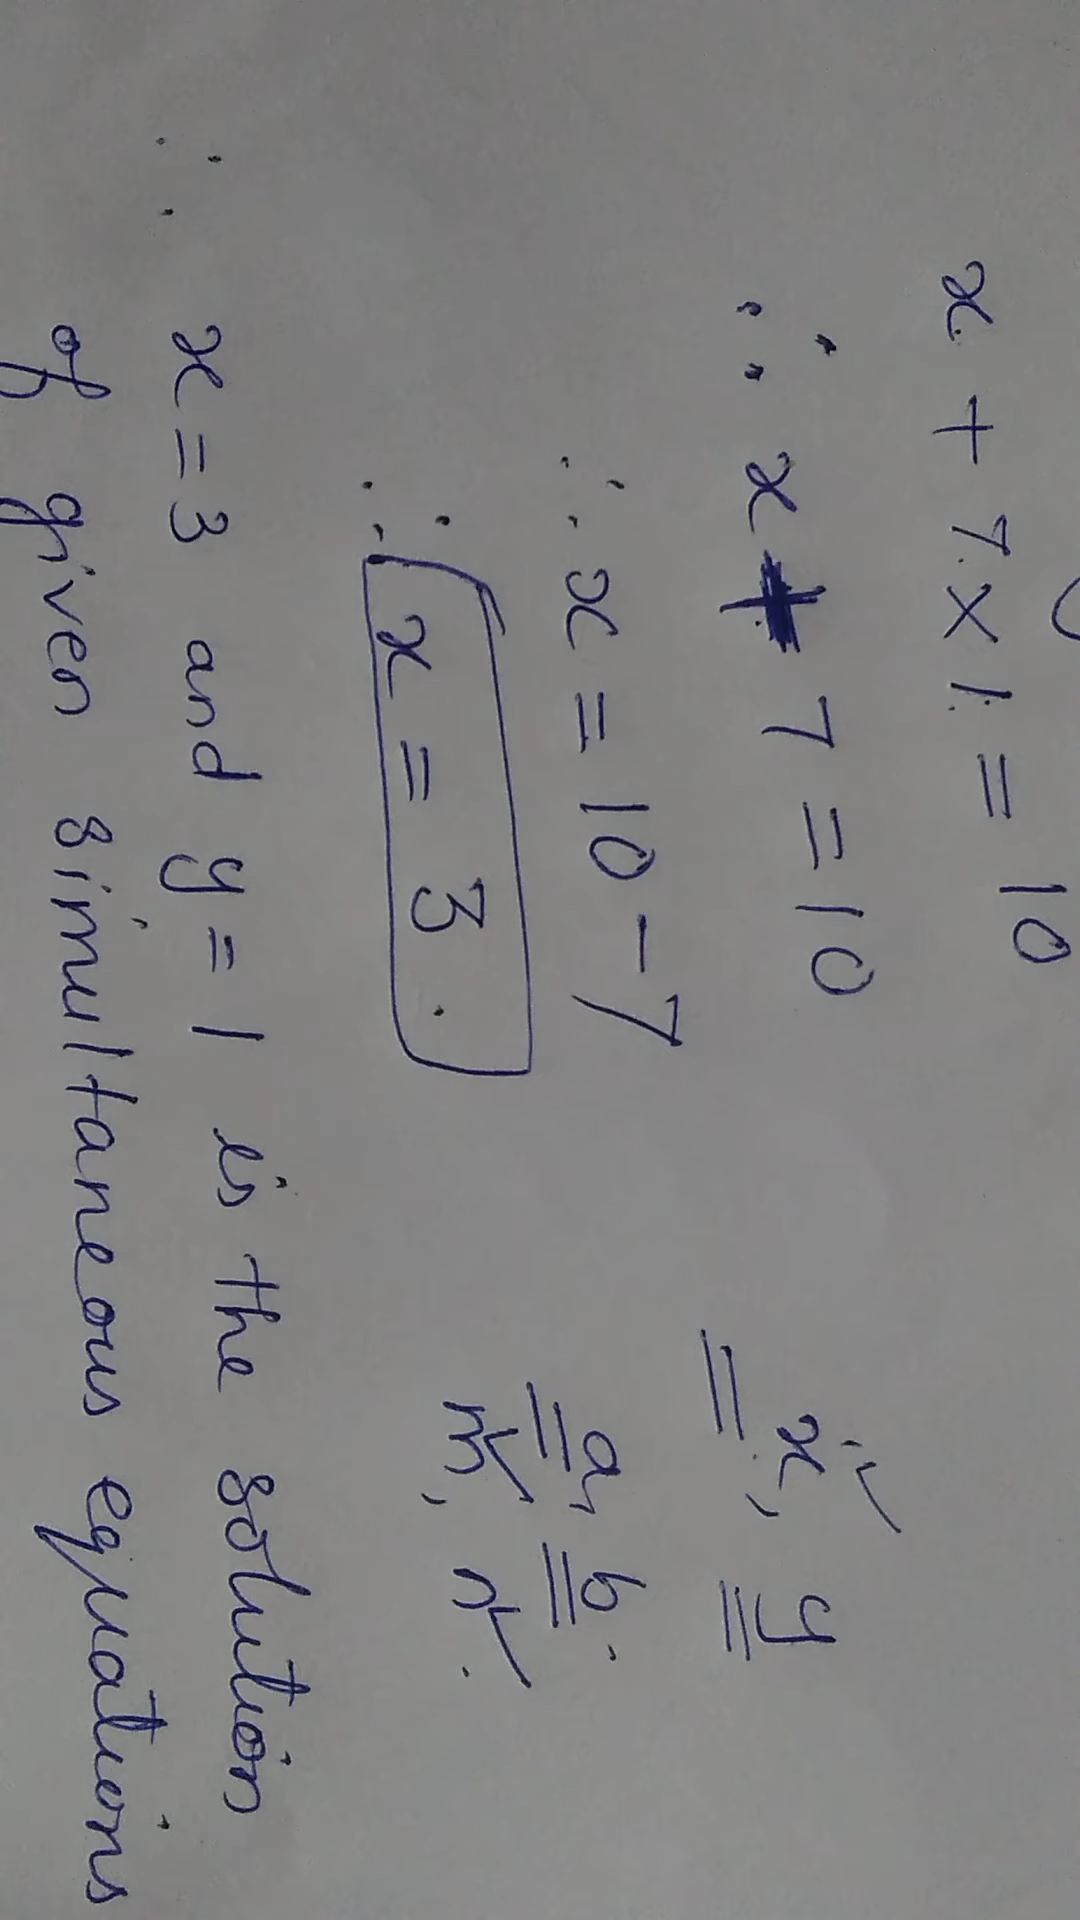 x + 7 × 1 = 10
∴ x + 7 = 10
∴ x = 10 - 7
∴ x = 3.
x, y
a, b.
m, n.
∴ x = 3 and y = 1 is the solution
of given simultaneous equations